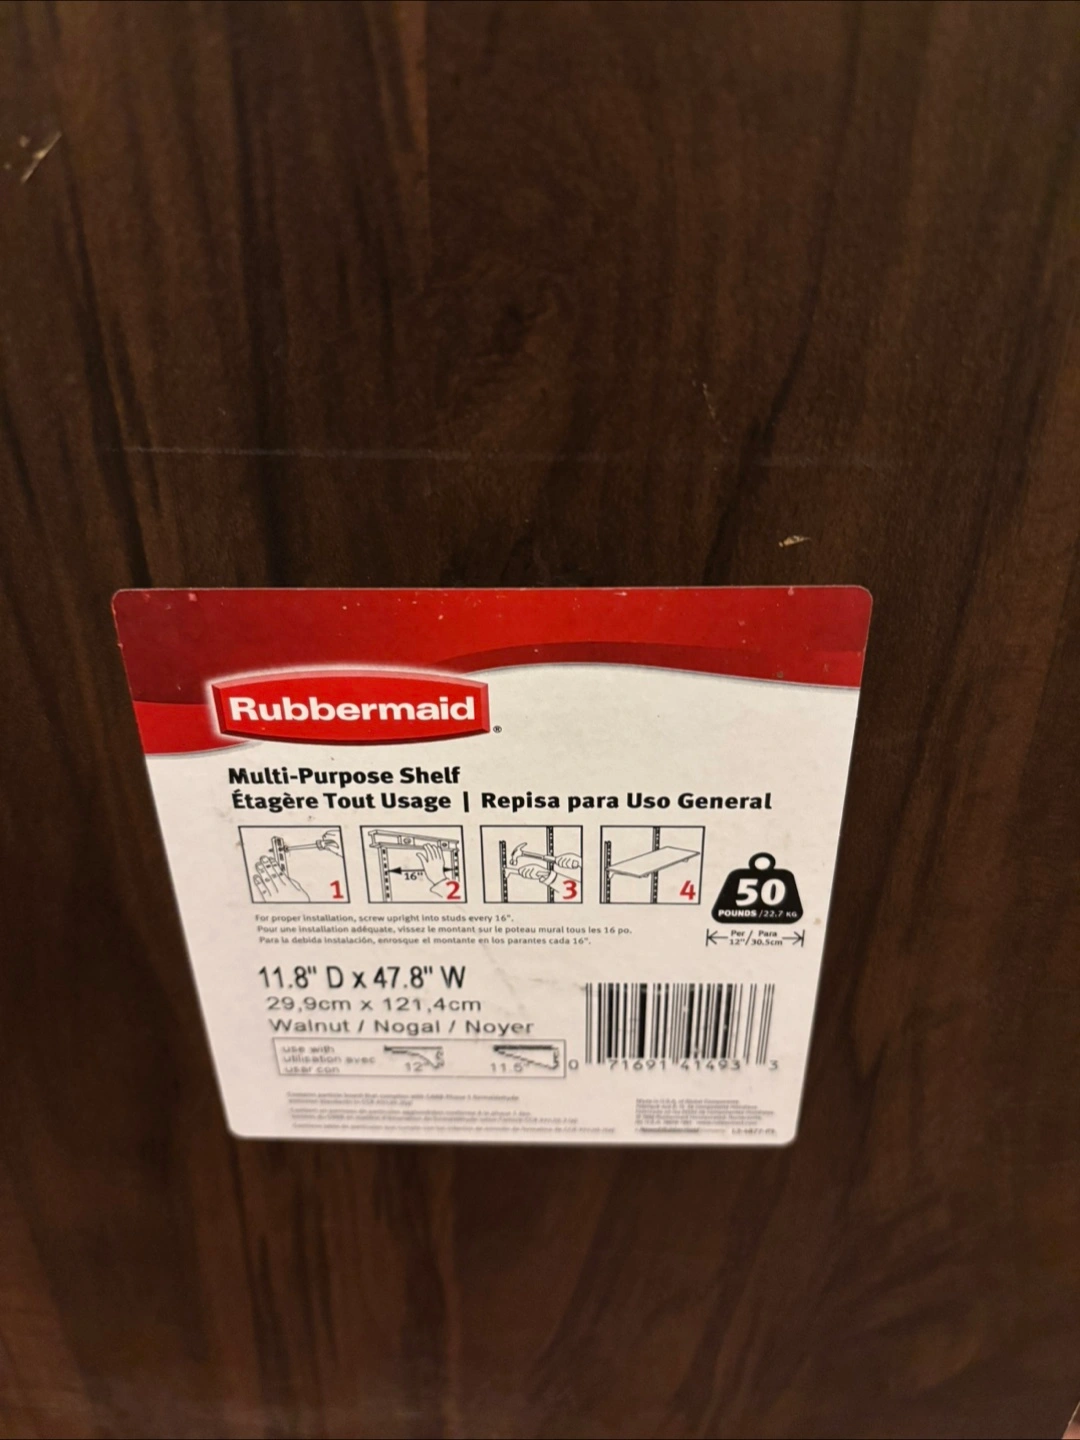 Rubbermaid®
Multi-Purpose Shelf
Étagère Tout Usage | Repisa para Uso General
1
16"
2
3
4
50
POUNDS / 22.7 KG
Per / Para
12" / 30.5cm
For proper installation, screw upright into studs every 16".
Pour une installation adéquate, vissez le montant sur le poteau mural tous les 16 po.
Para la debida instalación, enrosque el montante en los parantes cada 16".
11.8" D x 47.8" W
29,9cm x 121,4cm
Walnut / Nogal / Noyer
use with
utilisation avec
usar con
12"
11.5"
0 71691 41493 3